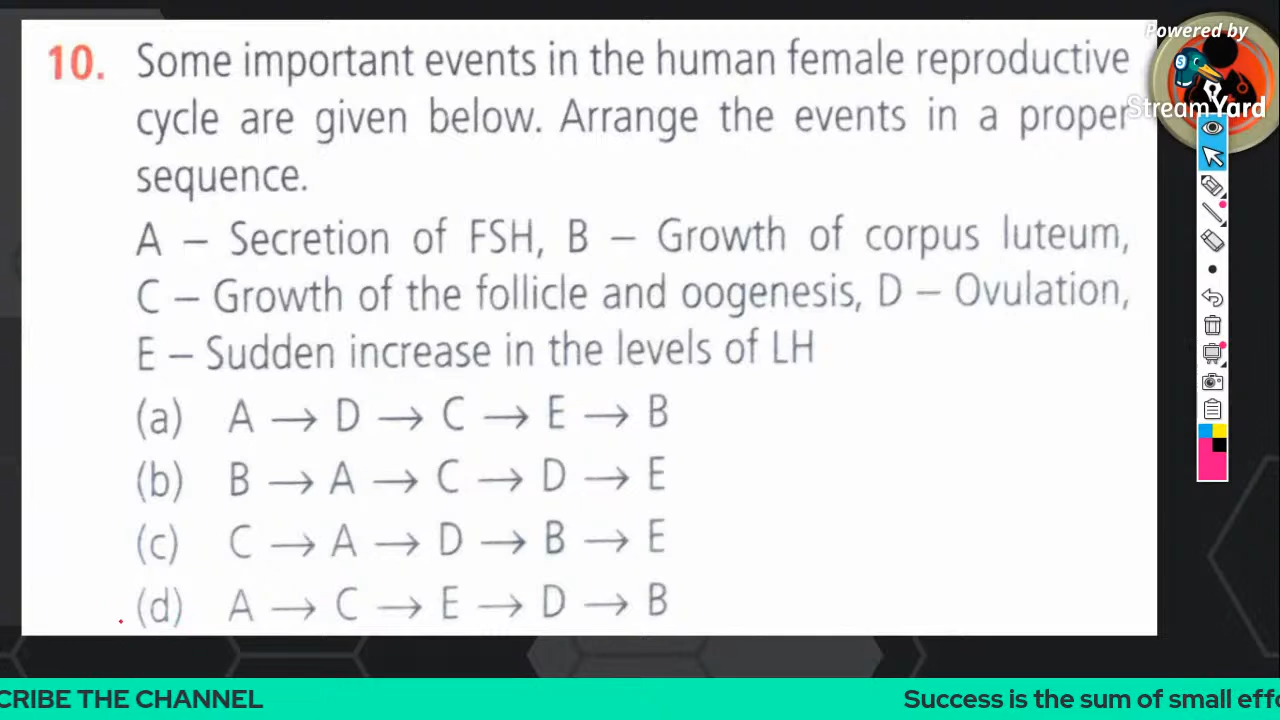 Powered by
StreamYard
10. Some important events in the human female reproductive
cycle are given below. Arrange the events in a proper
sequence.
A – Secretion of FSH, B – Growth of corpus luteum,
C – Growth of the follicle and oogenesis, D – Ovulation,
E – Sudden increase in the levels of LH
(a) A → D → C → E → B
(b) B → A → C → D → E
(c) C → A → D → B → E
(d) A → C → E → D → B
CRIBE THE CHANNEL
Success is the sum of small effo